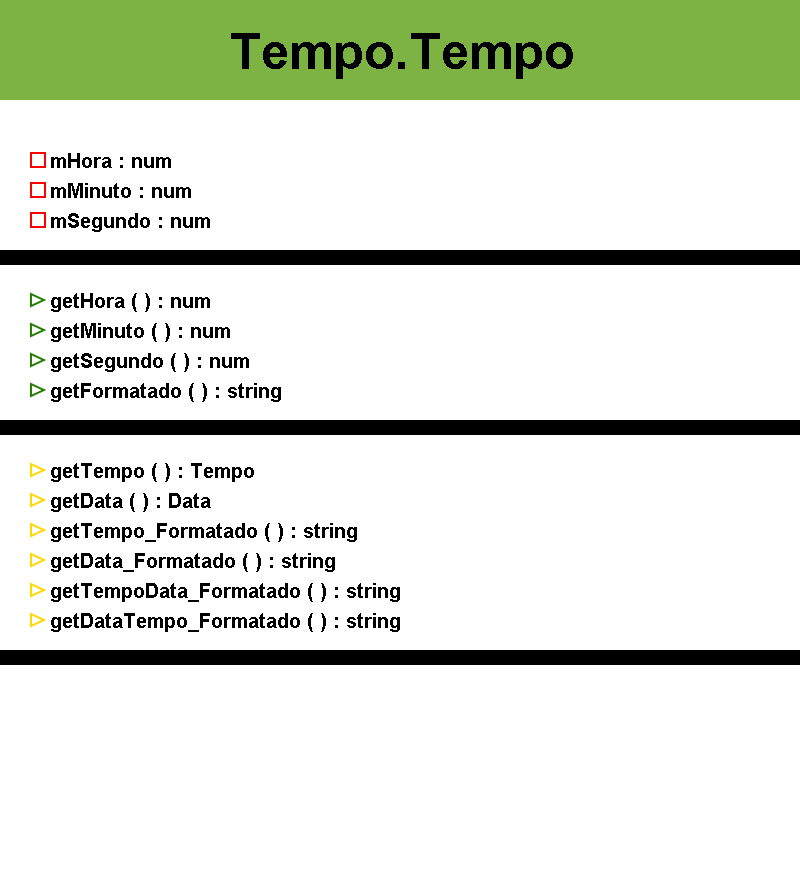 Tempo.Tempo
mHora : num
mMinuto : num
mSegundo : num
getHora ( ) : num
getMinuto ( ) : num
getSegundo ( ) : num
getFormatado ( ) : string
getTempo ( ) : Tempo
getData ( ) : Data
getTempo_Formatado ( ) : string
getData_Formatado ( ) : string
getTempoData_Formatado ( ) : string
getDataTempo_Formatado ( ) : string